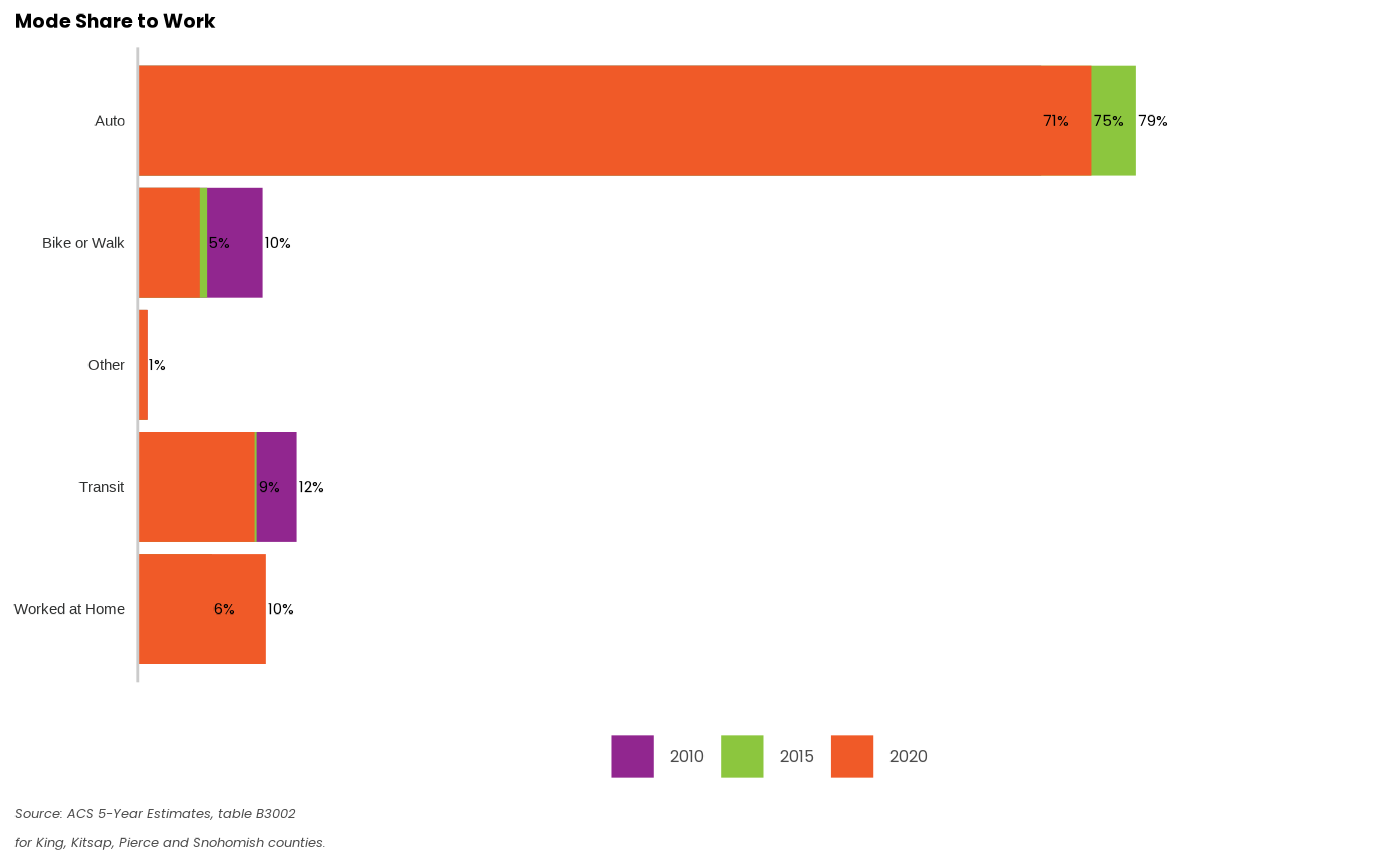 Mode Share to Work
Auto
71%
75%
79%
Bike or Walk
5%
10%
Other
1%
Transit
9%
12%
Worked at Home
6%
10%
2010
2015
2020
Source: ACS 5-Year Estimates, table B3002
for King, Kitsap, Pierce and Snohomish counties.